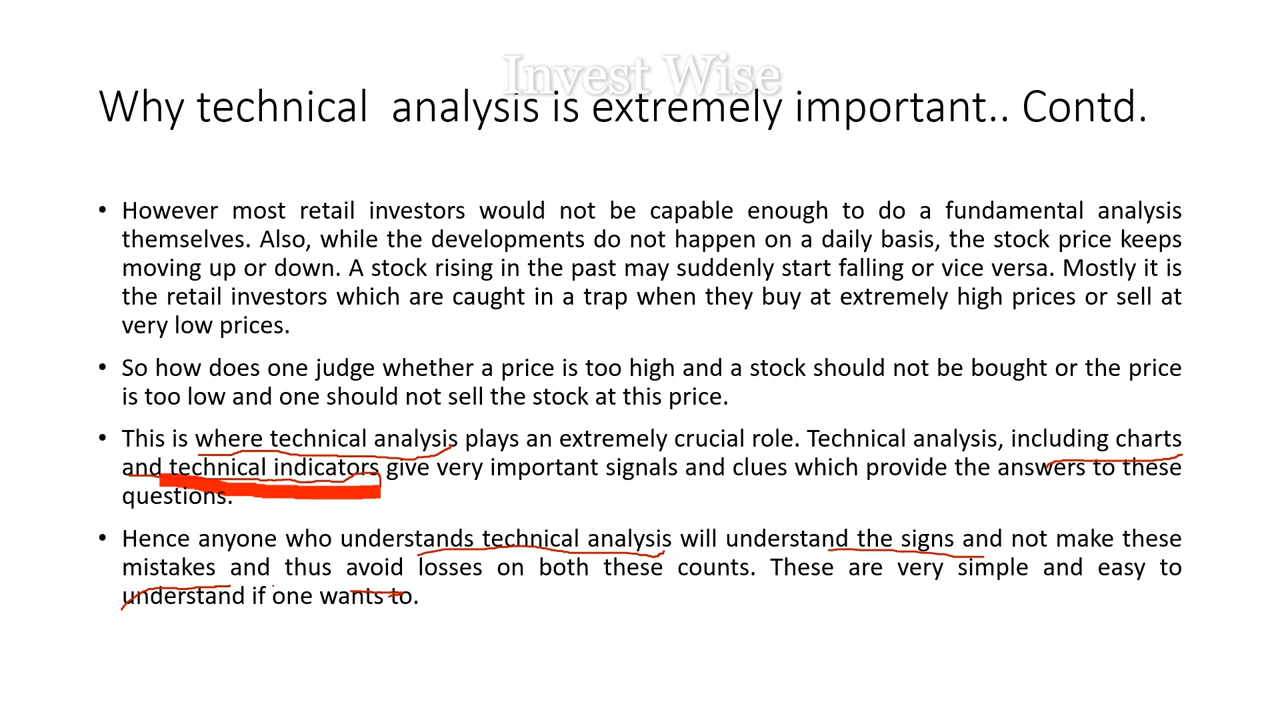 Invest Wise
Why technical analysis is extremely important.. Contd.
• However most retail investors would not be capable enough to do a fundamental analysis
themselves. Also, while the developments do not happen on a daily basis, the stock price keeps
moving up or down. A stock rising in the past may suddenly start falling or vice versa. Mostly it is
the retail investors which are caught in a trap when they buy at extremely high prices or sell at
very low prices.
• So how does one judge whether a price is too high and a stock should not be bought or the price
is too low and one should not sell the stock at this price.
• This is where technical analysis plays an extremely crucial role. Technical analysis, including charts
and technical indicators give very important signals and clues which provide the answers to these
questions.
• Hence anyone who understands technical analysis will understand the signs and not make these
mistakes and thus avoid losses on both these counts. These are very simple and easy to
understand if one wants to.